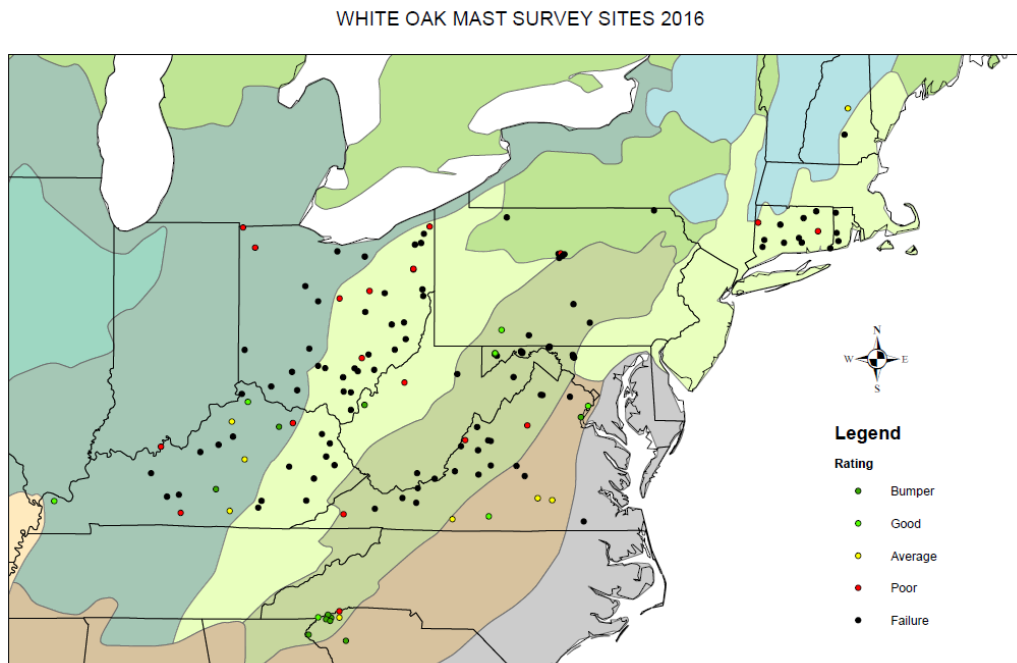 WHITE OAK MAST SURVEY SITES 2016
N
W E
S
Legend
Rating
Bumper
Good
Average
Poor
Failure